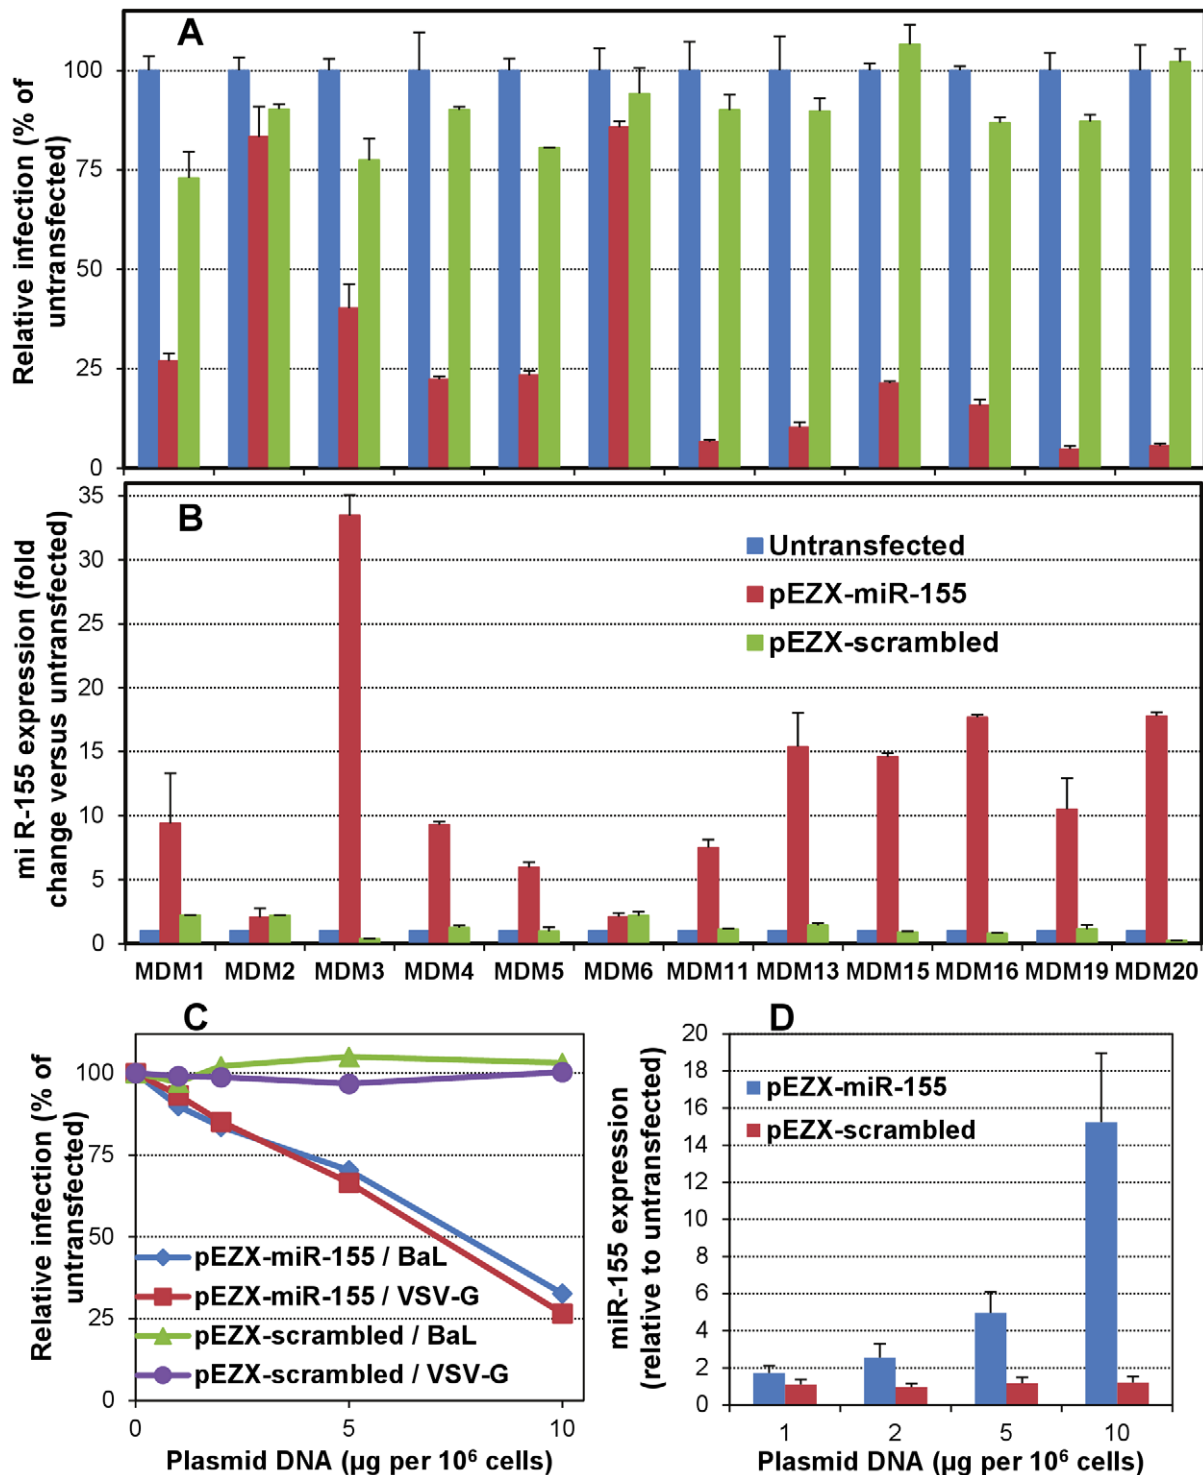 A
Relative infection (% of
untransfected)
100
75
50
25
0
B
mi R-155 expression (fold
change versus untransfected)
35
30
25
20
15
10
5
0
Untransfected
pEZX-miR-155
pEZX-scrambled
MDM1 MDM2 MDM3 MDM4 MDM5 MDM6 MDM11 MDM13 MDM15 MDM16 MDM19 MDM20
C
Relative infection (% of
untransfected)
100
75
50
25
0
pEZX-miR-155 / BaL
pEZX-miR-155 / VSV-G
pEZX-scrambled / BaL
pEZX-scrambled / VSV-G
0 5 10
Plasmid DNA (µg per 10⁶ cells)
D
miR-155 expression
(relative to untransfected)
20
18
16
14
12
10
8
6
4
2
0
pEZX-miR-155
pEZX-scrambled
1 2 5 10
Plasmid DNA (µg per 10⁶ cells)